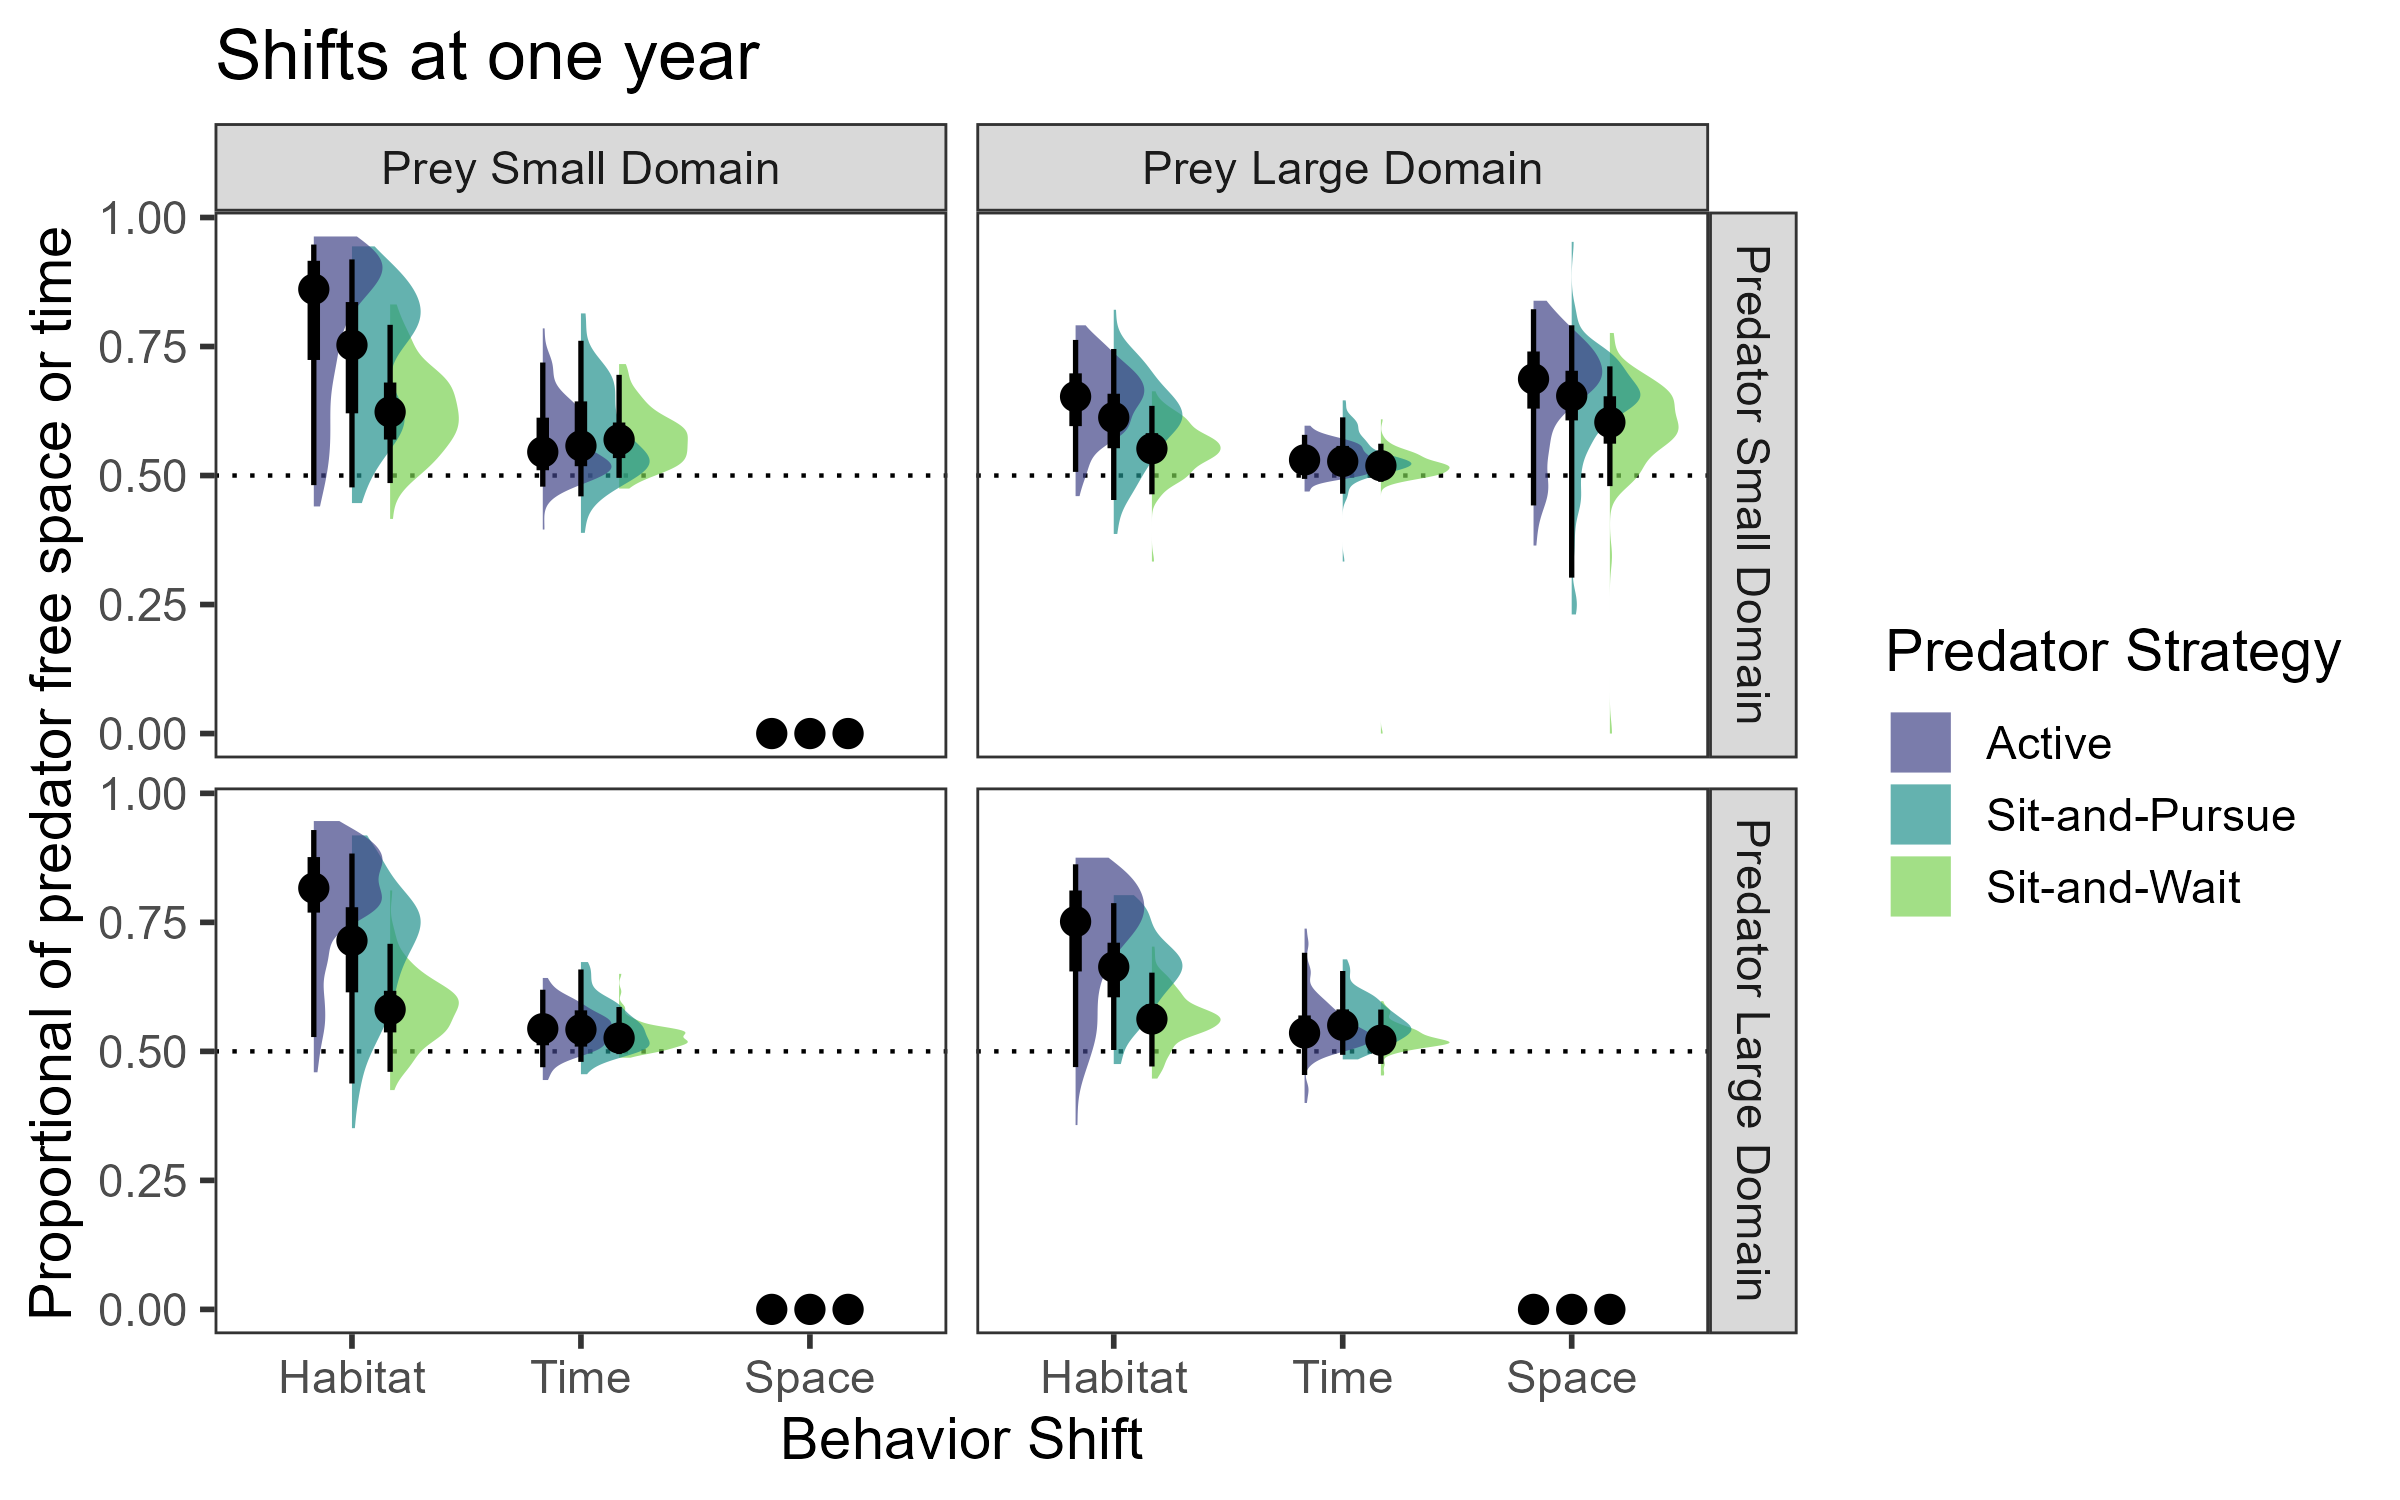 Shifts at one year
Prey Small Domain
Prey Large Domain
Proportional of predator free space or time
1.00
0.75
0.50
0.25
0.00
Predator Small Domain
1.00
0.75
0.50
0.25
0.00
Predator Large Domain
Habitat
Time
Space
Habitat
Time
Space
Behavior Shift
Predator Strategy
Active
Sit-and-Pursue
Sit-and-Wait